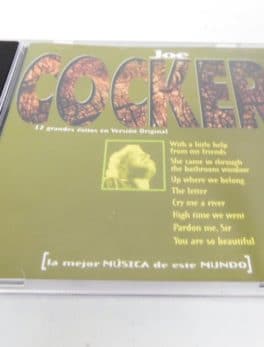 Joe
COCKER
12 grandes éxitos en Versión Original
With a little help
from my friends
She came in through
the bathroom window
Up where we belong
The letter
Cry me a river
High time we went
Pardon me, Sir
You are so beautiful
[la mejor MÚSICA de este MUNDO]